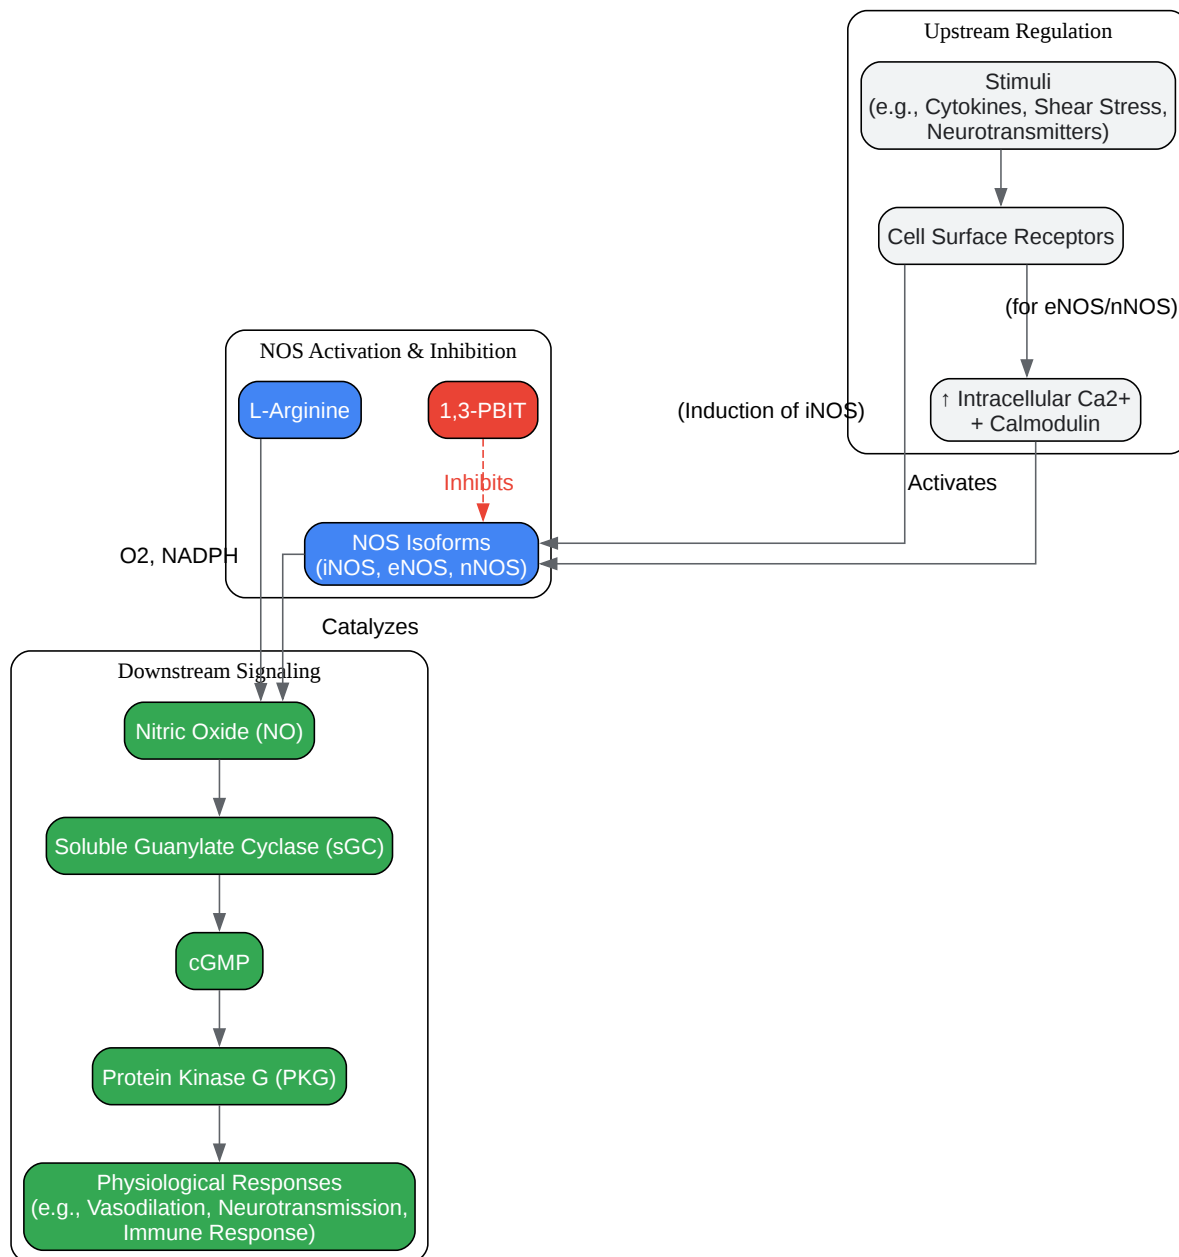 Upstream Regulation
Stimuli
(e.g., Cytokines, Shear Stress,
Neurotransmitters)
Cell Surface Receptors
(for eNOS/nNOS)
NOS Activation & Inhibition
L-Arginine
1,3-PBIT
(Induction of iNOS)
↑ Intracellular Ca2+
+ Calmodulin
Inhibits
Activates
NOS Isoforms
(iNOS, eNOS, nNOS)
O2, NADPH
Catalyzes
Downstream Signaling
Nitric Oxide (NO)
Soluble Guanylate Cyclase (sGC)
cGMP
Protein Kinase G (PKG)
Physiological Responses
(e.g., Vasodilation, Neurotransmission,
Immune Response)